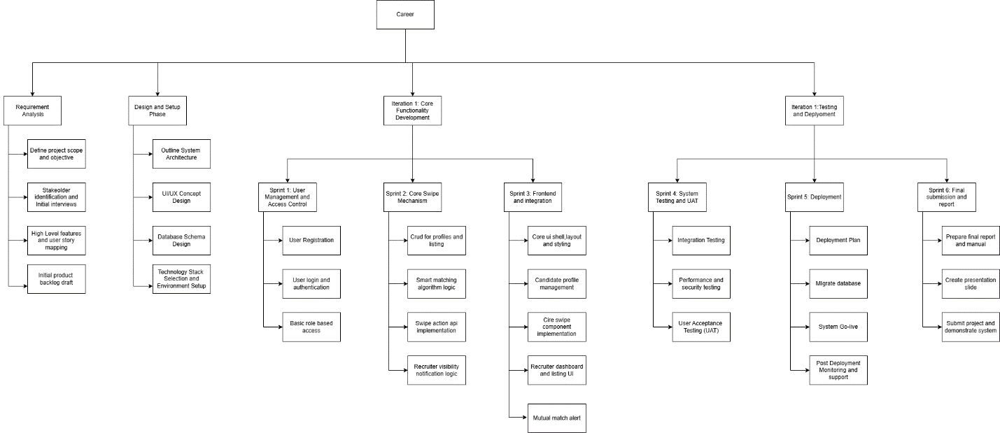 Career
Requirement
Analysis
Design and Setup
Phase
Iteration 1: Core
Functionality
Development
Iteration 1:Testing
and Deplyoment
Define project scope
and objective
Stakeolder
identification and
Initial interviews
High Level features
and user story
mapping
Initial product
backlog draft
Outline System
Architecture
UI/UX Concept
Design
Database Schema
Design
Technology Stack
Selection and
Environment Setup
Sprint 1: User
Management and
Access Control
User Registration
User login and
authentication
Basic role based
access
Sprint 2: Core Swipe
Mechanism
Crud for profiles and
listing
Smart matching
algorithm logic
Swipe action api
implementation
Recruiter visibility
notification logic
Sprint 3: Frontend
and integration
Core ui shell,layout
and styling
Candidate profile
management
Cire swipe
component
implementation
Recruiter dashboard
and listing UI
Mutual match alert
Sprint 4: System
Testing and UAT
Integration Testing
Performance and
security testing
User Acceptance
Testing (UAT)
Sprint 5: Deployment
Deployment Plan
MIgrate database
System Go-live
Post Deployment
Monitoring and
support
Sprint 6: Final
submission and
report
Prepare final report
and manual
Create presentation
slide
Submit project and
demonstrate system